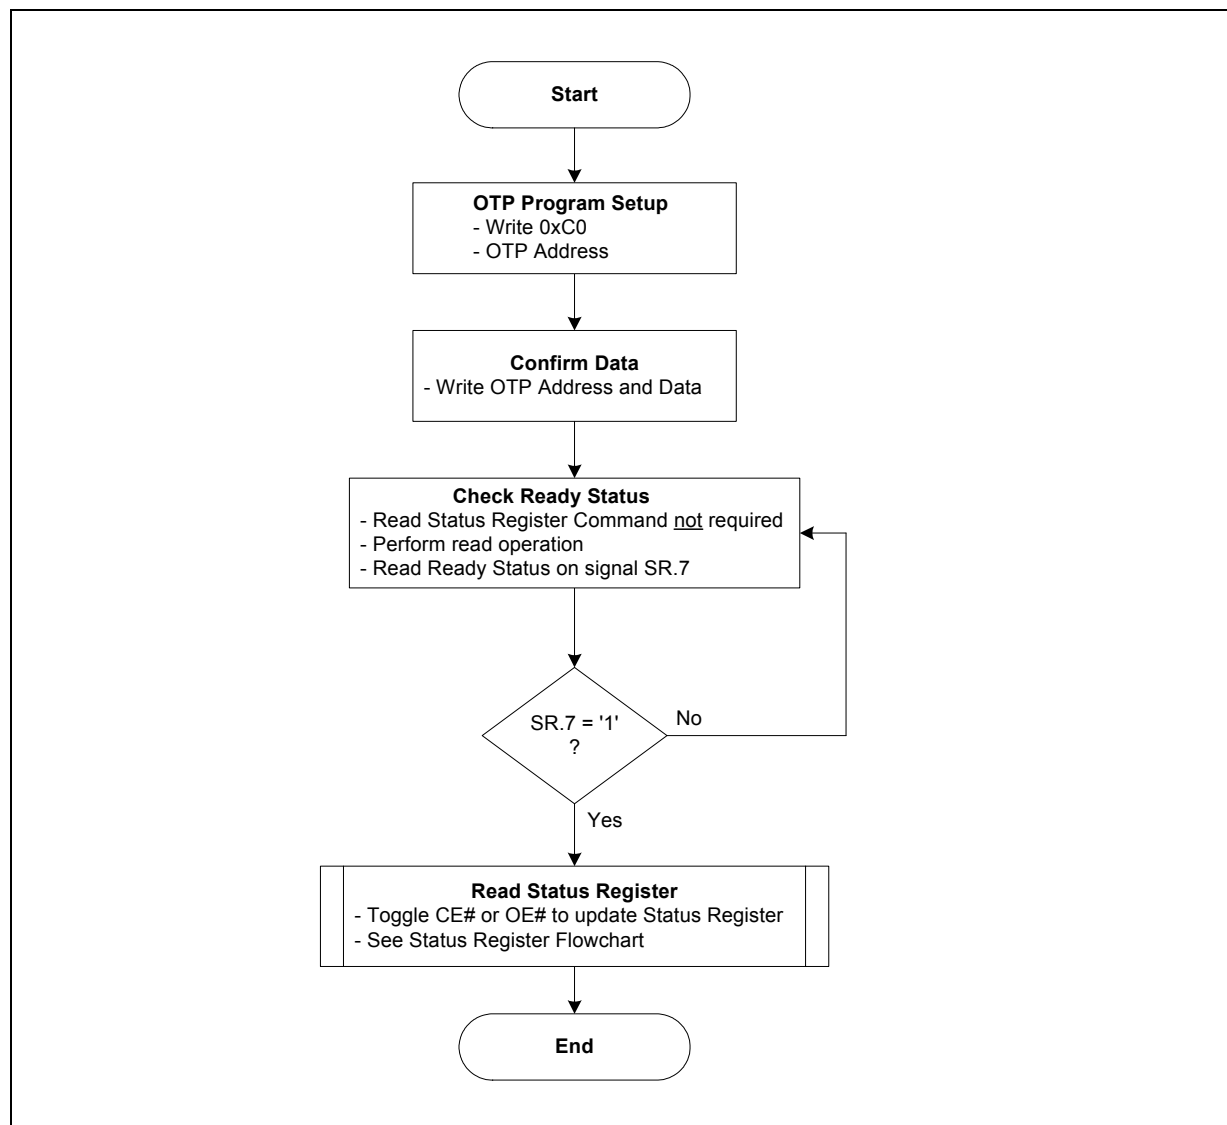 Start
OTP Program Setup
- Write 0xC0
- OTP Address
Confirm Data
- Write OTP Address and Data
Check Ready Status
- Read Status Register Command not required
- Perform read operation
- Read Ready Status on signal SR.7
SR.7 = '1'
?
No
Yes
Read Status Register
- Toggle CE# or OE# to update Status Register
- See Status Register Flowchart
End